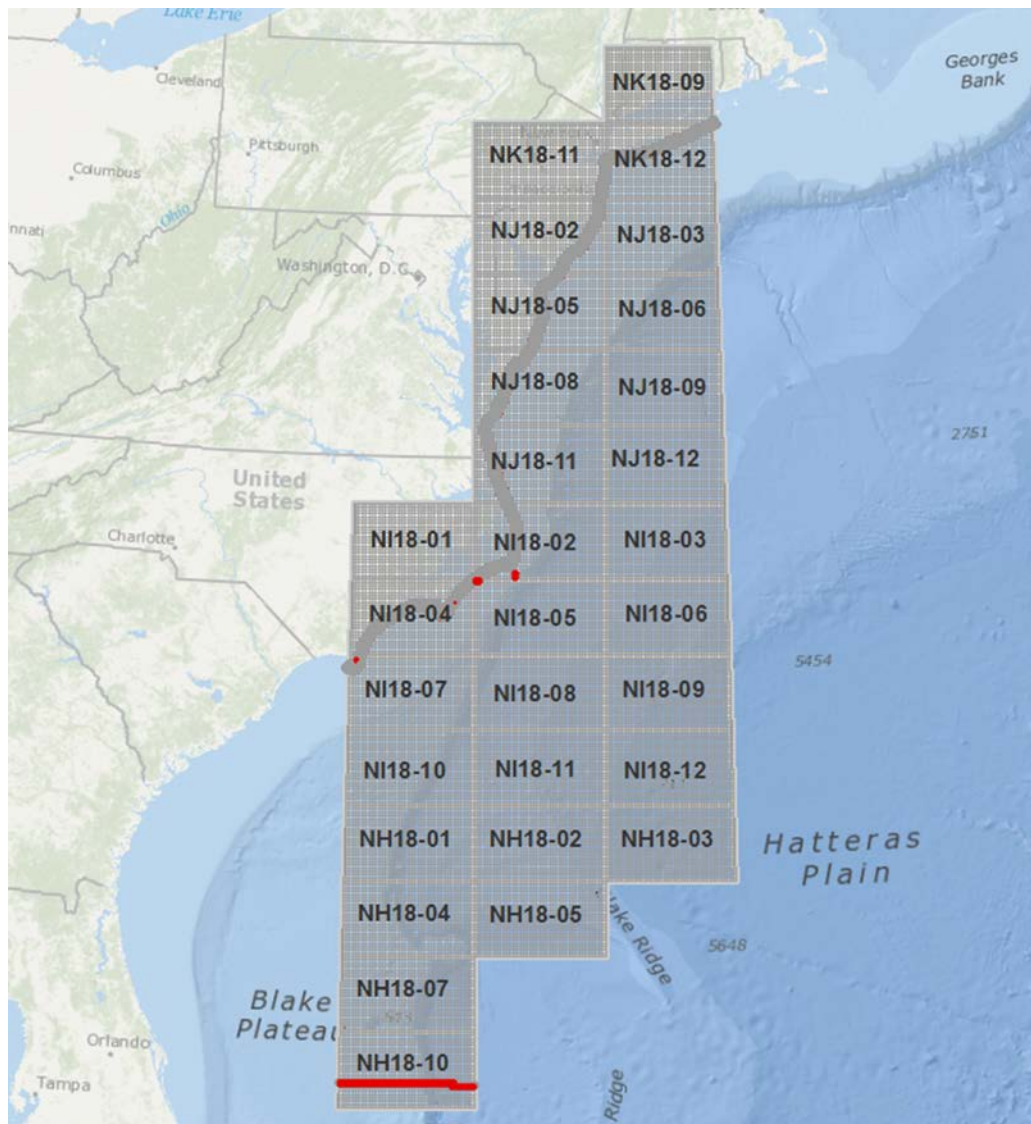 Lake Erie
Cleveland
NK18-09
Georges
Bank
Pittsburgh
NK18-11
NK18-12
Columbus
Ohio
NJ18-02
NJ18-03
nnati
Washington, D.C.
NJ18-05
NJ18-06
NJ18-08
NJ18-09
2751
NJ18-11
NJ18-12
United
States
Charlotte
NI18-01
NI18-02
NI18-03
NI18-04
NI18-05
NI18-06
5454
NI18-07
NI18-08
NI18-09
NI18-10
NI18-11
NI18-12
NH18-01
NH18-02
NH18-03
Hatteras
Plain
NH18-04
NH18-05
lake Ridge
5648
NH18-07
Blake
Plateau
Orlando
NH18-10
Tampa
Ridge